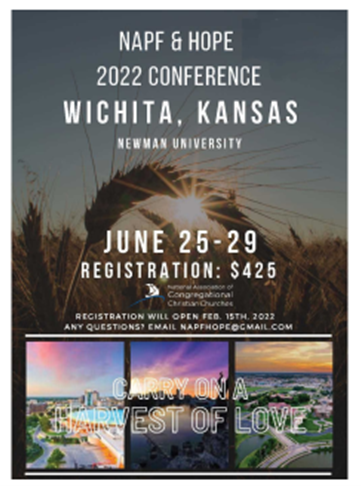 NAPF & HOPE
2022 CONFERENCE
WICHITA, KANSAS
NEWMAN UNIVERSITY
JUNE 25-29
REGISTRATION: $425
National Association of
Congregational
Christian Churches
REGISTRATION WILL OPEN FEB. 15TH, 2022
ANY QUESTIONS? EMAIL NAPFHOPE@GMAIL.COM
CARRY ON A
HARVEST OF LOVE